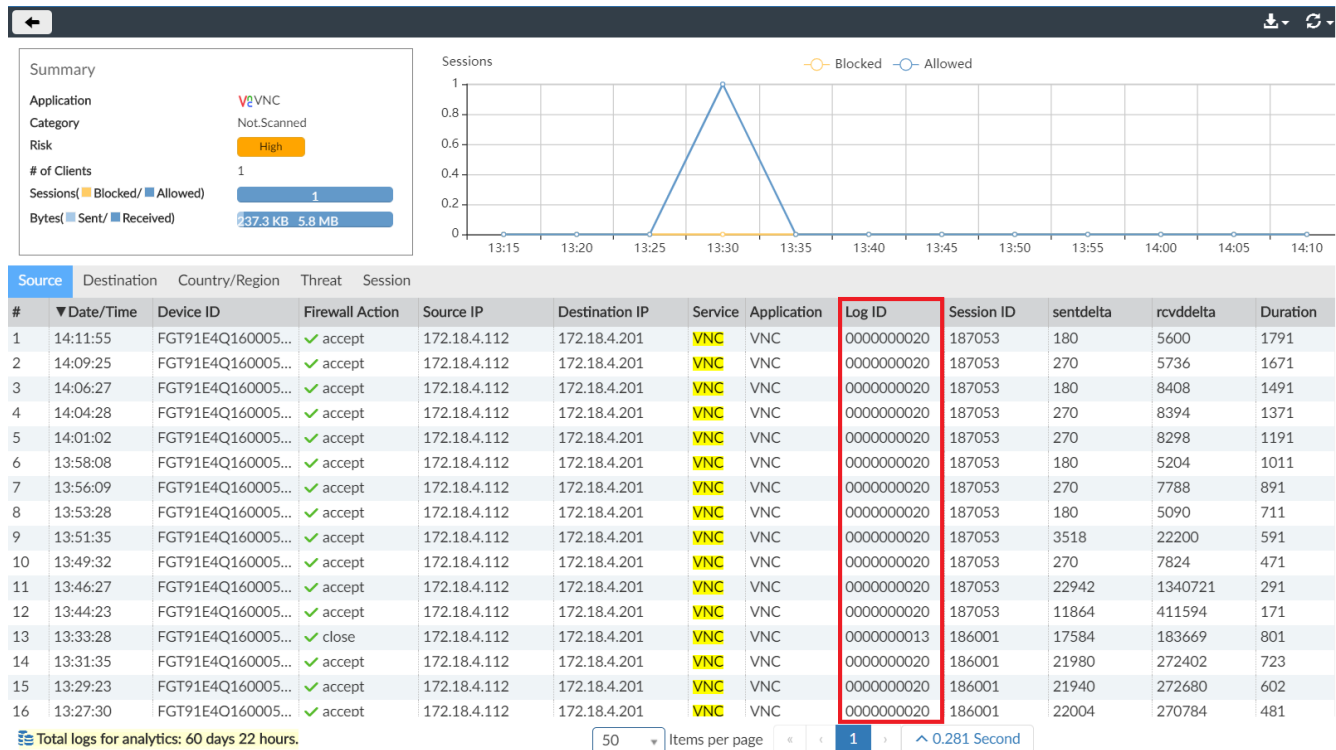 Summary
Application VNC
Category Not.Scanned
Risk High
# of Clients 1
Sessions( Blocked/ Allowed) 1
Bytes( Sent/ Received) 237.3 KB 5.8 MB
Sessions
Blocked Allowed
1
0.8
0.6
0.4
0.2
0
13:15 13:20 13:25 13:30 13:35 13:40 13:45 13:50 13:55 14:00 14:05 14:10
Source Destination Country/Region Threat Session
# ▼Date/Time Device ID Firewall Action Source IP Destination IP Service Application Log ID Session ID sentdelta rcvddelta Duration
1 14:11:55 FGT91E4Q160005... accept 172.18.4.112 172.18.4.201 VNC VNC 0000000020 187053 180 5600 1791
2 14:09:25 FGT91E4Q160005... accept 172.18.4.112 172.18.4.201 VNC VNC 0000000020 187053 270 5736 1671
3 14:06:27 FGT91E4Q160005... accept 172.18.4.112 172.18.4.201 VNC VNC 0000000020 187053 180 8408 1491
4 14:04:28 FGT91E4Q160005... accept 172.18.4.112 172.18.4.201 VNC VNC 0000000020 187053 270 8394 1371
5 14:01:02 FGT91E4Q160005... accept 172.18.4.112 172.18.4.201 VNC VNC 0000000020 187053 270 8298 1191
6 13:58:08 FGT91E4Q160005... accept 172.18.4.112 172.18.4.201 VNC VNC 0000000020 187053 180 5204 1011
7 13:56:09 FGT91E4Q160005... accept 172.18.4.112 172.18.4.201 VNC VNC 0000000020 187053 270 7788 891
8 13:53:28 FGT91E4Q160005... accept 172.18.4.112 172.18.4.201 VNC VNC 0000000020 187053 180 5090 711
9 13:51:35 FGT91E4Q160005... accept 172.18.4.112 172.18.4.201 VNC VNC 0000000020 187053 3518 22200 591
10 13:49:32 FGT91E4Q160005... accept 172.18.4.112 172.18.4.201 VNC VNC 0000000020 187053 270 7824 471
11 13:46:27 FGT91E4Q160005... accept 172.18.4.112 172.18.4.201 VNC VNC 0000000020 187053 22942 1340721 291
12 13:44:23 FGT91E4Q160005... accept 172.18.4.112 172.18.4.201 VNC VNC 0000000020 187053 11864 411594 171
13 13:33:28 FGT91E4Q160005... close 172.18.4.112 172.18.4.201 VNC VNC 0000000013 186001 17584 183669 801
14 13:31:35 FGT91E4Q160005... accept 172.18.4.112 172.18.4.201 VNC VNC 0000000020 186001 21980 272402 723
15 13:29:23 FGT91E4Q160005... accept 172.18.4.112 172.18.4.201 VNC VNC 0000000020 186001 21940 272680 602
16 13:27:30 FGT91E4Q160005... accept 172.18.4.112 172.18.4.201 VNC VNC 0000000020 186001 22004 270784 481
Total logs for analytics: 60 days 22 hours. 50 Items per page « ‹ 1 › 0.281 Second